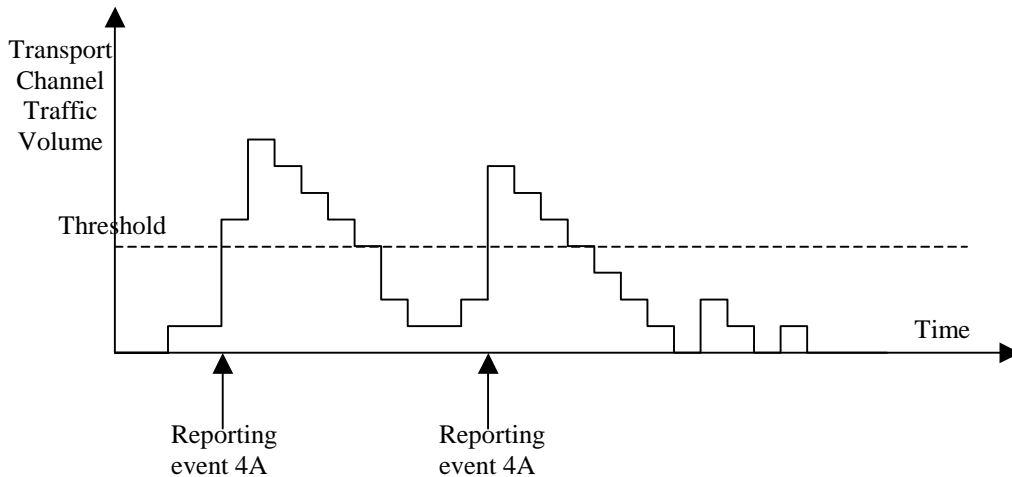 Transport
Channel
Traffic
Volume
Threshold
Time
Reporting
event 4A
Reporting
event 4A